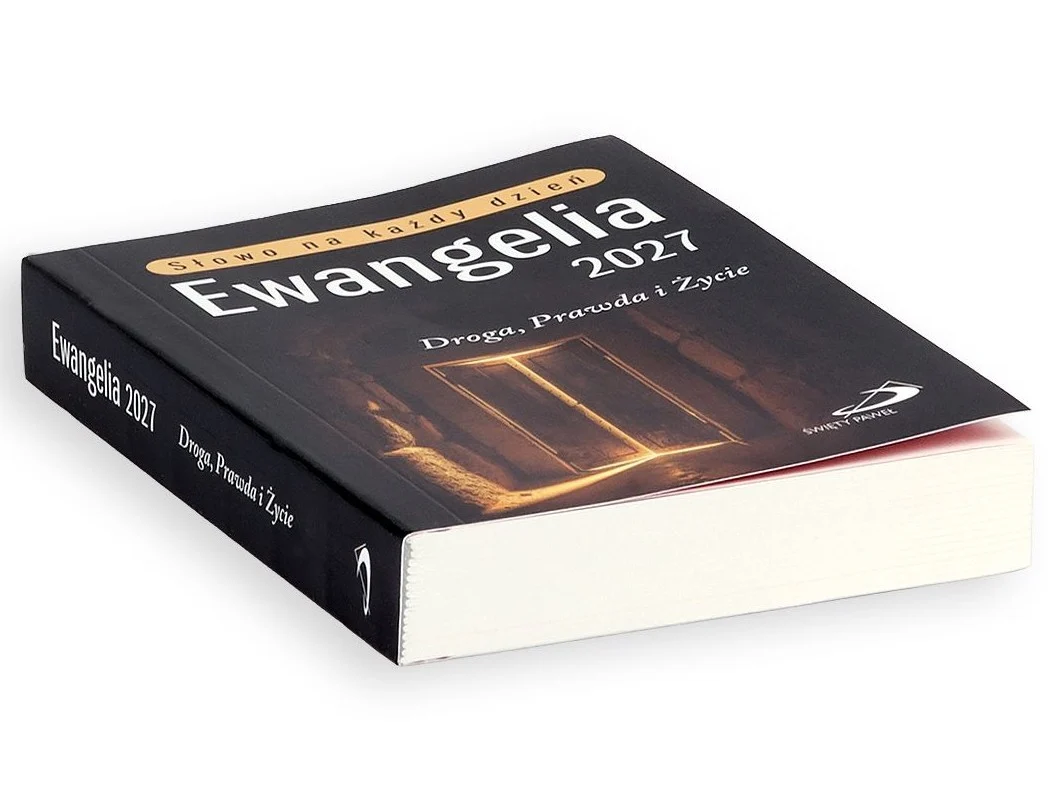 Słowo na każdy dzień
Ewangelia
2027
Droga, Prawda i Życie
ŚWIĘTY PAWEŁ
Ewangelia 2027
Droga, Prawda i Życie